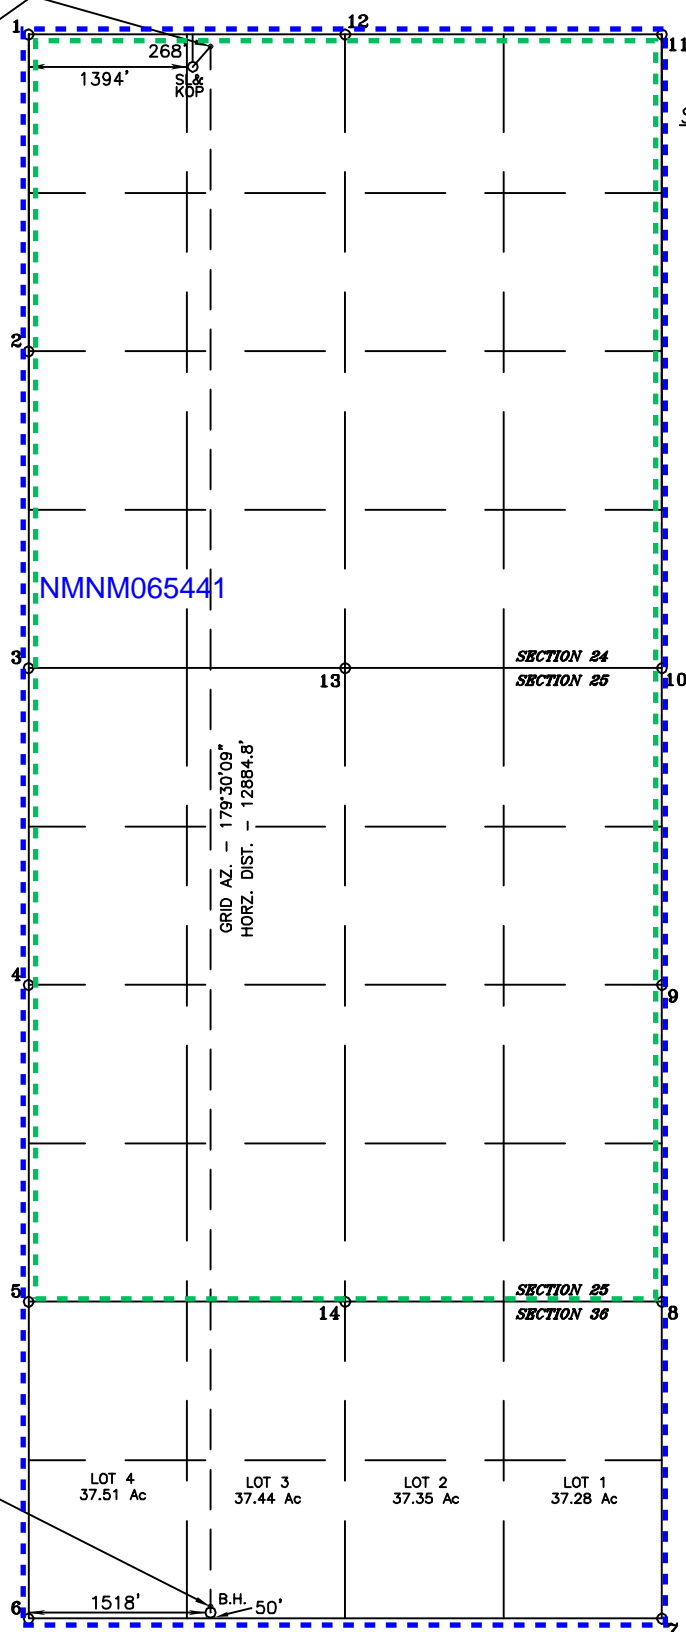 1
12
11
268'
1394'
SL&
KOP
2
NMNM065441
3
13
SECTION 24
SECTION 25
10
GRID AZ. - 179°30'09"
HORZ. DIST. - 12884.8'
4
9
5
14
SECTION 25
SECTION 36
8
LOT 4
37.51 Ac
LOT 3
37.44 Ac
LOT 2
37.35 Ac
LOT 1
37.28 Ac
6
1518'
B.H.
50'
7